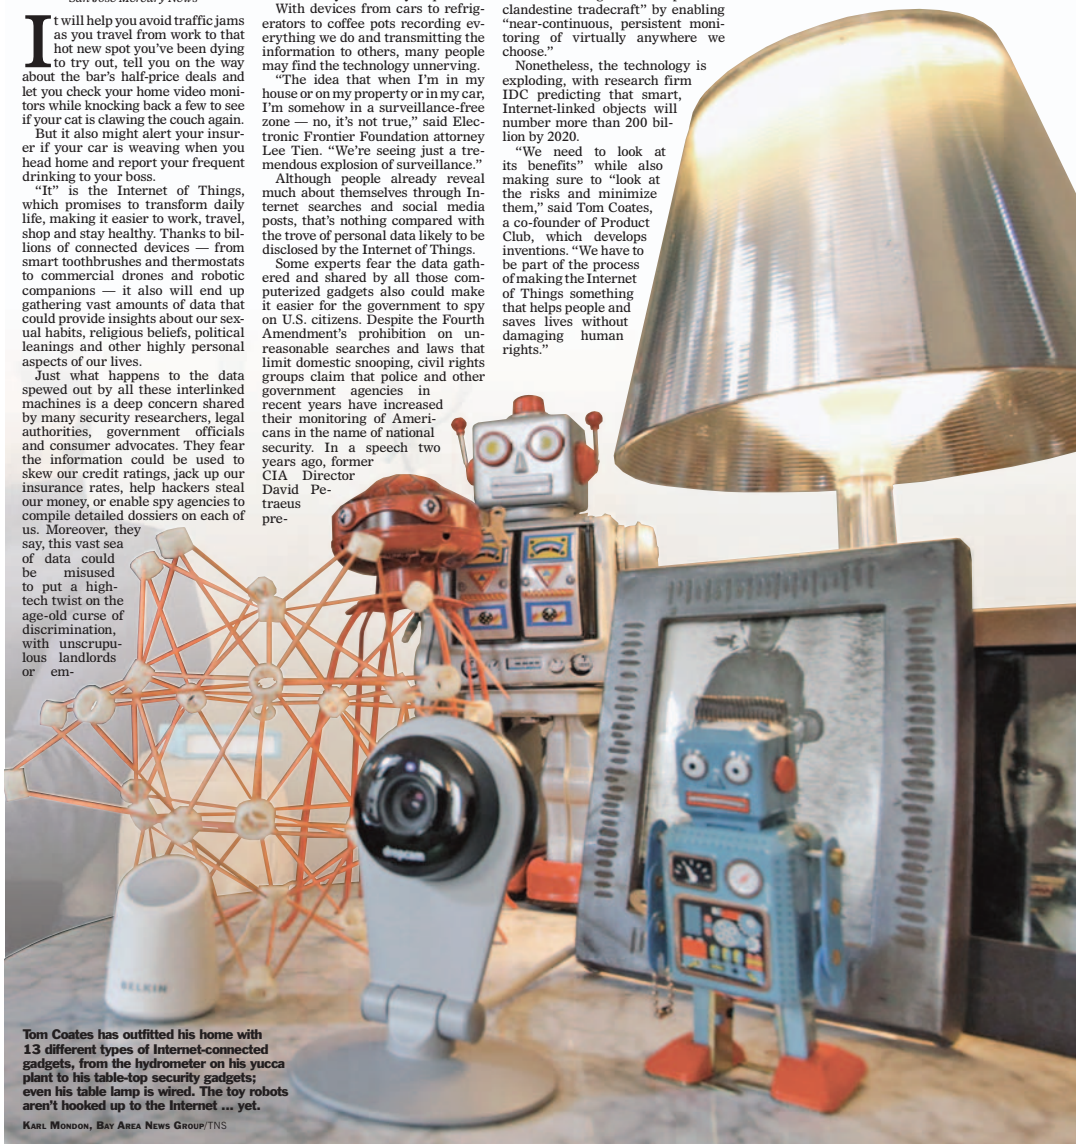 San Jose Mercury News
It will help you avoid traffic jams
as you travel from work to that
hot new spot you’ve been dying
to try out, tell you on the way
about the bar’s half-price deals and
let you check your home video moni-
tors while knocking back a few to see
if your cat is clawing the couch again.
But it also might alert your insur-
er if your car is weaving when you
head home and report your frequent
drinking to your boss.
“It” is the Internet of Things,
which promises to transform daily
life, making it easier to work, travel,
shop and stay healthy. Thanks to bil-
lions of connected devices — from
smart toothbrushes and thermostats
to commercial drones and robotic
companions — it also will end up
gathering vast amounts of data that
could provide insights about our sex-
ual habits, religious beliefs, political
leanings and other highly personal
aspects of our lives.
Just what happens to the data
spewed out by all these interlinked
machines is a deep concern shared
by many security researchers, legal
authorities, government officials
and consumer advocates. They fear
the information could be used to
skew our credit ratings, jack up our
insurance rates, help hackers steal
our money, or enable spy agencies to
compile detailed dossiers on each of
us. Moreover, they
say, this vast sea
of data could
be misused
to put a high-
tech twist on the
age-old curse of
discrimination,
with unscrupu-
lous landlords
or em-
With devices from cars to refrig-
erators to coffee pots recording ev-
erything we do and transmitting the
information to others, many people
may find the technology unnerving.
“The idea that when I’m in my
house or on my property or in my car,
I’m somehow in a surveillance-free
zone — no, it’s not true,” said Elec-
tronic Frontier Foundation attorney
Lee Tien. “We’re seeing just a tre-
mendous explosion of surveillance.”
Although people already reveal
much about themselves through In-
ternet searches and social media
posts, that’s nothing compared with
the trove of personal data likely to be
disclosed by the Internet of Things.
Some experts fear the data gath-
ered and shared by all those com-
puterized gadgets also could make
it easier for the government to spy
on U.S. citizens. Despite the Fourth
Amendment’s prohibition on un-
reasonable searches and laws that
limit domestic snooping, civil rights
groups claim that police and other
government agencies in
recent years have increased
their monitoring of Ameri-
cans in the name of national
security. In a speech two
years ago, former
CIA Director
David Pe-
traeus
pre-
clandestine tradecraft” by enabling
“near-continuous, persistent moni-
toring of virtually anywhere we
choose.”
Nonetheless, the technology is
exploding, with research firm
IDC predicting that smart,
Internet-linked objects will
number more than 200 bil-
lion by 2020.
“We need to look at
its benefits” while also
making sure to “look at
the risks and minimize
them,” said Tom Coates,
a co-founder of Product
Club, which develops
inventions. “We have to
be part of the process
of making the Internet
of Things something
that helps people and
saves lives without
damaging human
rights.”
dropcam
BELKIN
Tom Coates has outfitted his home with
13 different types of Internet-connected
gadgets, from the hydrometer on his yucca
plant to his table-top security gadgets;
even his table lamp is wired. The toy robots
aren’t hooked up to the Internet ... yet.
KARL MONDON, BAY AREA NEWS GROUP/TNS